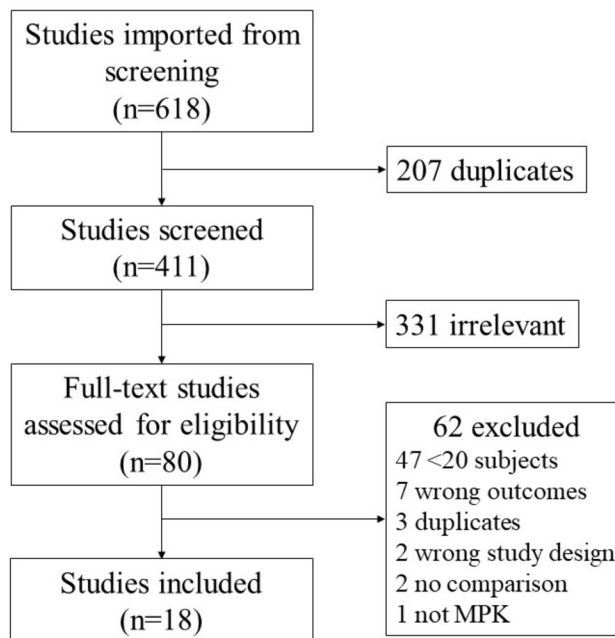 Studies imported from
screening
(n=618)
207 duplicates
Studies screened
(n=411)
331 irrelevant
Full-text studies
assessed for eligibility
(n=80)
62 excluded
47 <20 subjects
7 wrong outcomes
3 duplicates
2 wrong study design
2 no comparison
1 not MPK
Studies included
(n=18)